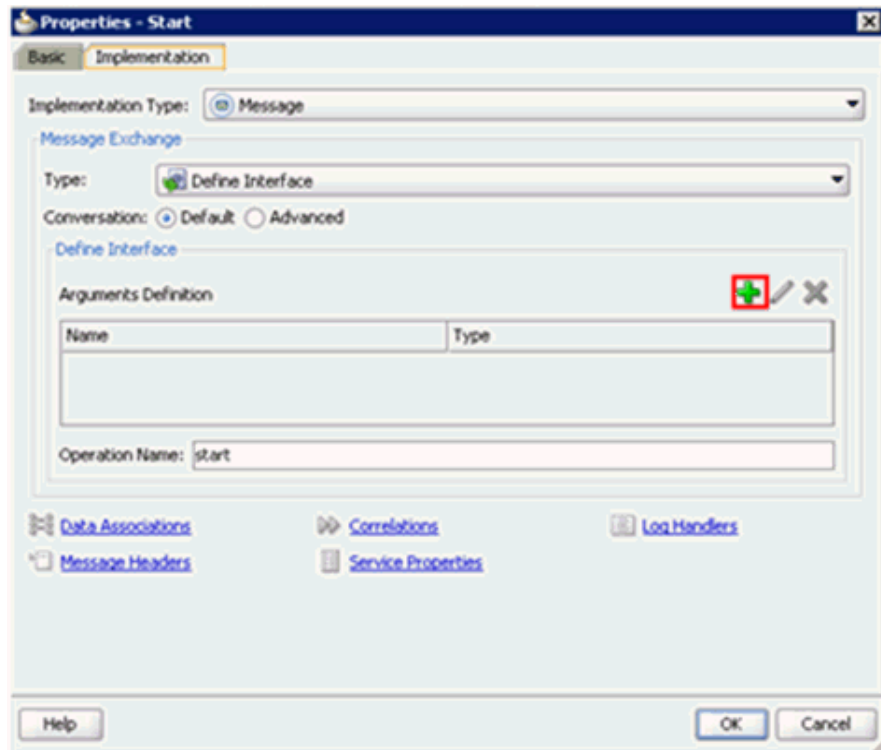 Properties - Start
Basic Implementation
Implementation Type: Message
Message Exchange
Type: Define Interface
Conversation: Default Advanced
Define Interface
Arguments Definition
Name Type
Operation Name: start
Data Associations Correlations Log Handlers
Message Headers Service Properties
Help OK Cancel